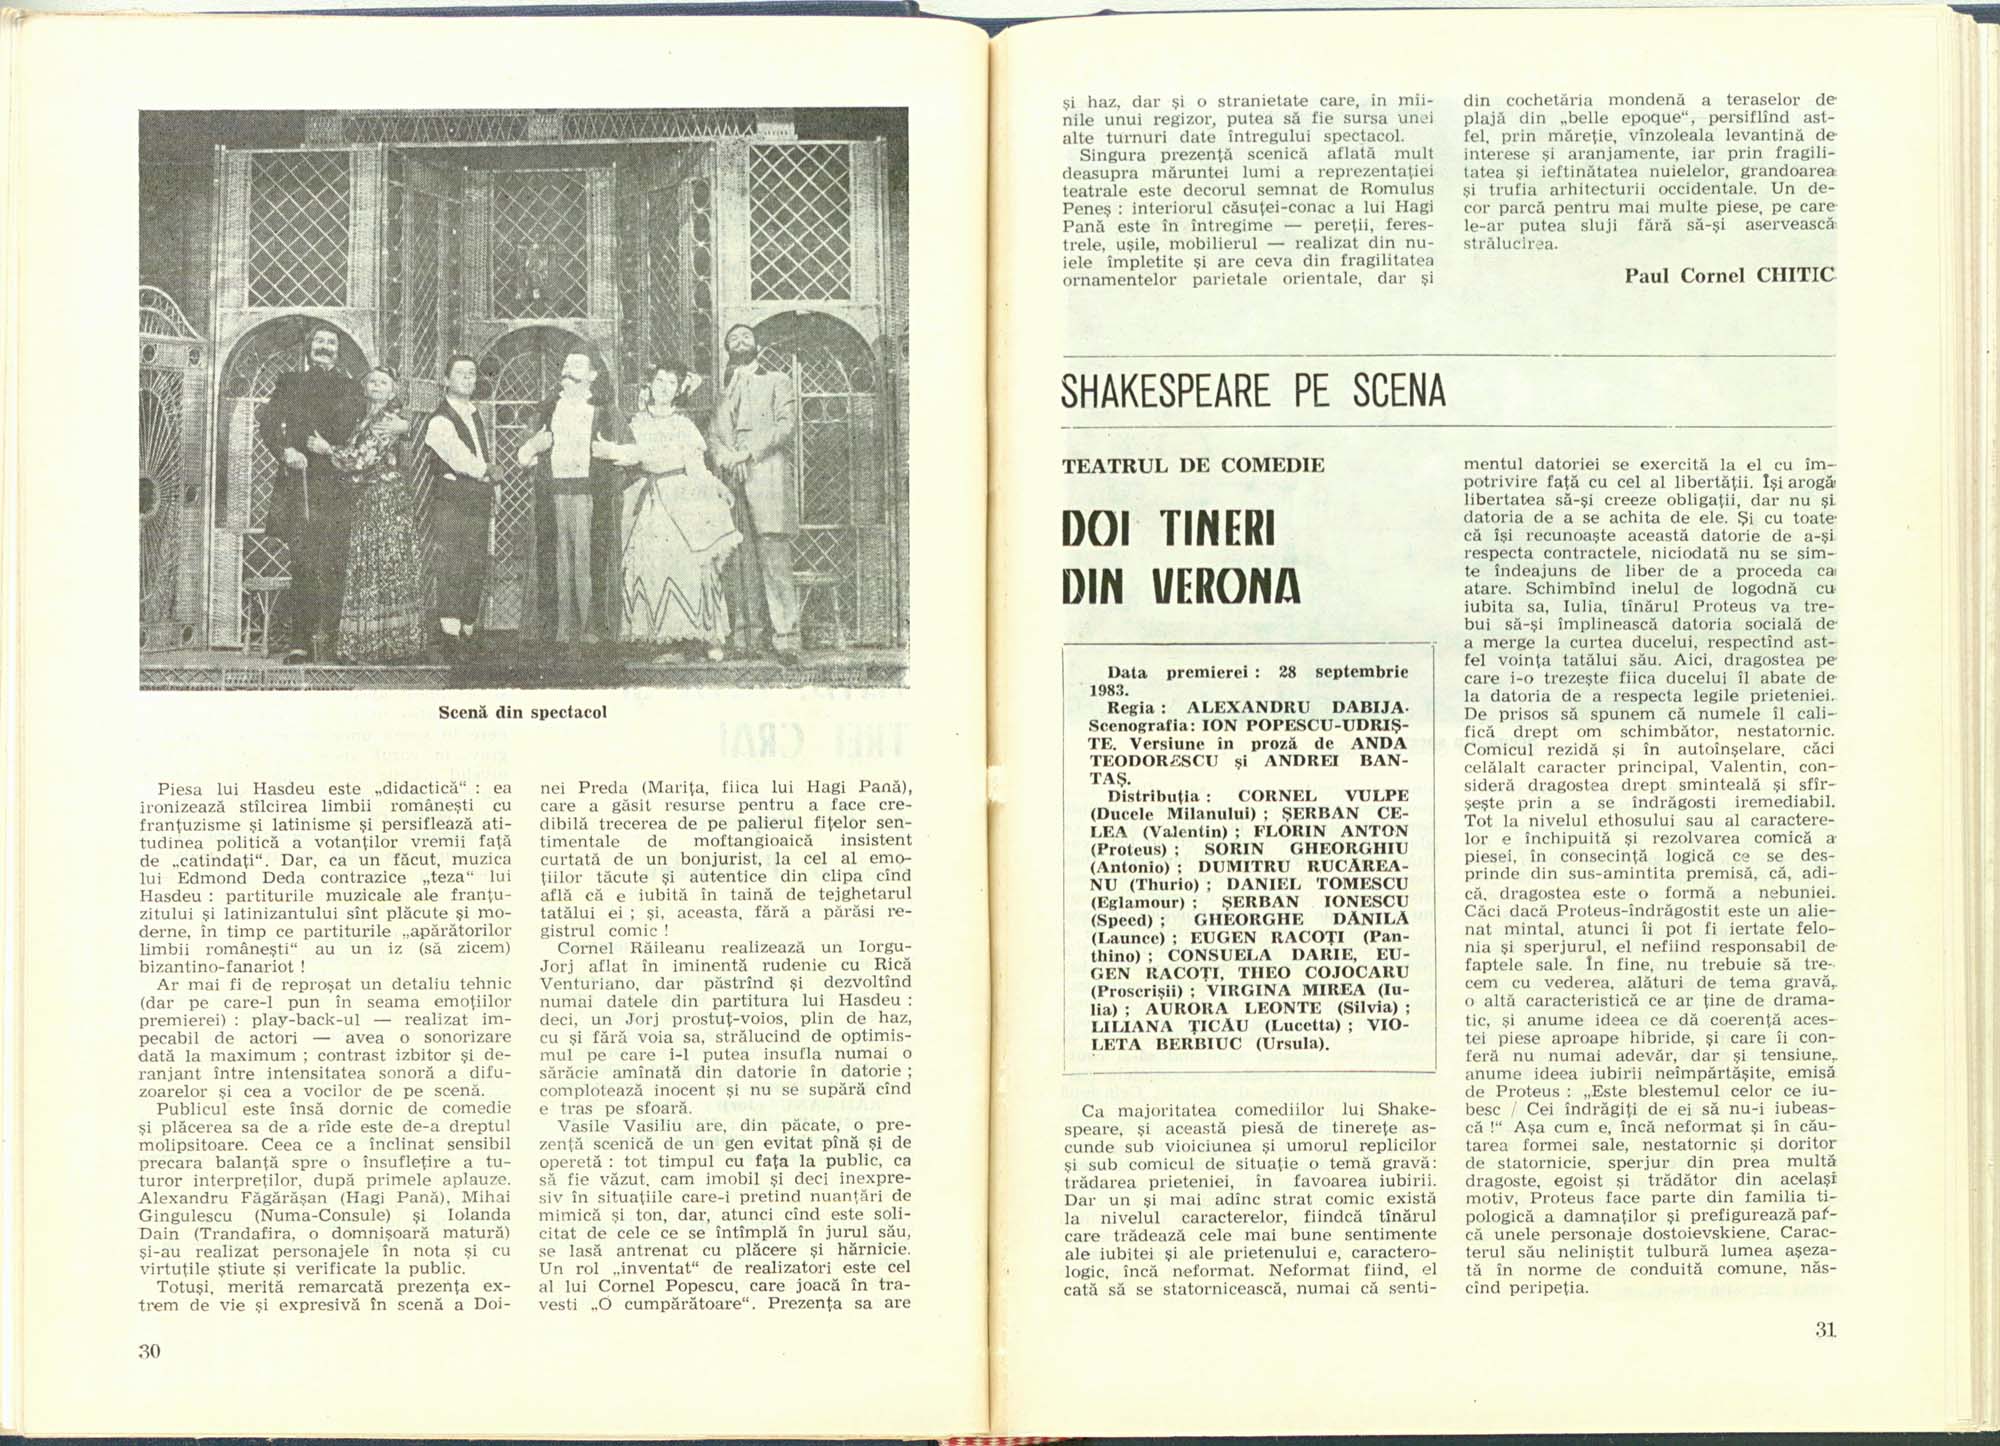 Scenă din spectacol
Piesa lui Hasdeu este „didactică“ : ea
ironizează stîlcirea limbii românești cu
franțuzisme și latinisme și persiflează ati-
tudinea politică a votanților vremii față
de „catindați“. Dar, ca un făcut, muzica
lui Edmond Deda contrazice „teza“ lui
Hasdeu : partiturile muzicale ale franțu-
zitului și latinizantului sînt plăcute și mo-
derne, în timp ce partiturile „apărătorilor
limbii românești“ au un iz (să zicem)
bizantino-fanariot !
Ar mai fi de reproșat un detaliu tehnic
(dar pe care-l pun în seama emoțiilor
premierei) : play-back-ul — realizat im-
pecabil de actori — avea o sonorizare
dată la maximum ; contrast izbitor și de-
ranjant între intensitatea sonoră a difu-
zoarelor și cea a vocilor de pe scenă.
Publicul este însă dornic de comedie
și plăcerea sa de a rîde este de-a dreptul
molipsitoare. Ceea ce a înclinat sensibil
precara balanță spre o însuflețire a tu-
turor interpreților, după primele aplauze.
Alexandru Făgărășan (Hagi Pană), Mihai
Gingulescu (Numa-Consule) și Iolanda
Dain (Trandafira, o domnișoară matură)
și-au realizat personajele în nota și cu
virtuțile știute și verificate la public.
Totuși, merită remarcată prezența ex-
trem de vie și expresivă în scenă a Doi-
nei Preda (Marița, fiica lui Hagi Pană),
care a găsit resurse pentru a face cre-
dibilă trecerea de pe palierul fițelor sen-
timentale de moftangioaică insistent
curtată de un bonjurist, la cel al emo-
țiilor tăcute și autentice din clipa cînd
află că e iubită în taină de tejghetarul
tatălui ei ; și, aceasta, fără a părăsi re-
gistrul comic !
Cornel Răileanu realizează un Iorgu-
Jorj aflat în iminentă rudenie cu Rică
Venturiano, dar păstrînd și dezvoltînd
numai datele din partitura lui Hasdeu :
deci, un Jorj prostuț-voios, plin de haz,
cu și fără voia sa, strălucind de optimis-
mul pe care i-l putea insufla numai o
sărăcie amînată din datorie în datorie ;
complotează inocent și nu se supără cînd
e tras pe sfoară.
Vasile Vasiliu are, din păcate, o pre-
zență scenică de un gen evitat pînă și de
operetă : tot timpul cu fața la public, ca
să fie văzut, cam imobil și deci inexpre-
siv în situațiile care-i pretind nuanțări de
mimică și ton, dar, atunci cînd este soli-
citat de cele ce se întîmplă în jurul său,
se lasă antrenat cu plăcere și hărnicie.
Un rol „inventat“ de realizatori este cel
al lui Cornel Popescu, care joacă în tra-
vesti „O cumpărătoare“. Prezența sa are
30
și haz, dar și o stranietate care, în mîi-
nile unui regizor, putea să fie sursa unei
alte turnuri date întregului spectacol.
Singura prezență scenică aflată mult
deasupra măruntei lumi a reprezentației
teatrale este decorul semnat de Romulus
Peneș : interiorul căsuței-conac a lui Hagi
Pană este în întregime — pereții, feres-
trele, ușile, mobilierul — realizat din nu-
iele împletite și are ceva din fragilitatea
ornamentelor parietale orientale, dar și
din cochetăria mondenă a teraselor de
plajă din „belle epoque“, persiflînd ast-
fel, prin măreție, vînzoleala levantină de
interese și aranjamente, iar prin fragili-
tatea și ieftinătatea nuielelor, grandoarea
și trufia arhitecturii occidentale. Un de-
cor parcă pentru mai multe piese, pe care
le-ar putea sluji fără să-și aservească
strălucirea.
Paul Cornel CHITIC
SHAKESPEARE PE SCENA
TEATRUL DE COMEDIE
DOI TINERI
DIN VERONA
Data premierei : 28 septembrie
1983.
Regia : ALEXANDRU DABIJA.
Scenografia: ION POPESCU-UDRIȘ-
TE. Versiune în proză de ANDA
TEODORESCU și ANDREI BAN-
TAȘ.
Distribuția : CORNEL VULPE
(Ducele Milanului) ; ȘERBAN CE-
LEA (Valentin) ; FLORIN ANTON
(Proteus) ; SORIN GHEORGHIU
(Antonio) ; DUMITRU RUCĂREA-
NU (Thurio) ; DANIEL TOMESCU
(Eglamour) ; ȘERBAN IONESCU
(Speed) ; GHEORGHE DĂNILĂ
(Launce) ; EUGEN RACOȚI (Pan-
thino) ; CONSUELA DARIE, EU-
GEN RACOȚI, THEO COJOCARU
(Proscrișii) ; VIRGINA MIREA (Iu-
lia) ; AURORA LEONTE (Silvia) ;
LILIANA ȚICĂU (Lucetta) ; VIO-
LETA BERBIUC (Ursula).
Ca majoritatea comediilor lui Shake-
speare, și această piesă de tinerețe as-
cunde sub vioiciunea și umorul replicilor
și sub comicul de situație o temă gravă:
trădarea prieteniei, în favoarea iubirii.
Dar un și mai adînc strat comic există
la nivelul caracterelor, fiindcă tînărul
care trădează cele mai bune sentimente
ale iubitei și ale prietenului e, caractero-
logic, încă neformat. Neformat fiind, el
cată să se statornicească, numai că senti-
mentul datoriei se exercită la el cu îm-
potrivire față cu cel al libertății. Își arogă
libertatea să-și creeze obligații, dar nu și
datoria de a se achita de ele. Și cu toate
că își recunoaște această datorie de a-și
respecta contractele, niciodată nu se sim-
te îndeajuns de liber de a proceda ca
atare. Schimbînd inelul de logodnă cu
iubita sa, Iulia, tînărul Proteus va tre-
bui să-și împlinească datoria socială de
a merge la curtea ducelui, respectînd ast-
fel voința tatălui său. Aici, dragostea pe
care i-o trezește fiica ducelui îl abate de
la datoria de a respecta legile prieteniei.
De prisos să spunem că numele îl cali-
fică drept om schimbător, nestatornic.
Comicul rezidă și în autoînșelare, căci
celălalt caracter principal, Valentin, con-
sideră dragostea drept sminteală și sfîr-
șește prin a se îndrăgosti iremediabil.
Tot la nivelul ethosului sau al caractere-
lor e închipuită și rezolvarea comică a
piesei, în consecință logică ce se des-
prinde din sus-amintita premisă, că, adi-
că, dragostea este o formă a nebuniei.
Căci dacă Proteus-îndrăgostit este un alie-
nat mintal, atunci îi pot fi iertate felo-
nia și sperjurul, el nefiind responsabil de
faptele sale. În fine, nu trebuie să tre-
cem cu vederea, alături de tema gravă,
o altă caracteristică ce ar ține de drama-
tic, și anume ideea ce dă coerență aces-
tei piese aproape hibride, și care îi con-
feră nu numai adevăr, dar și tensiune,
anume ideea iubirii neîmpărtășite, emisă
de Proteus : „Este blestemul celor ce iu-
besc / Cei îndrăgiți de ei să nu-i iubeas-
că !“ Așa cum e, încă neformat și în cău-
tarea formei sale, nestatornic și doritor
de statornicie, sperjur din prea multă
dragoste, egoist și trădător din același
motiv, Proteus face parte din familia ti-
pologică a damnaților și prefigurează par-
că unele personaje dostoievskiene. Carac-
terul său neliniștit tulbură lumea așeza-
tă în norme de conduită comune, năs-
cînd peripeția.
31